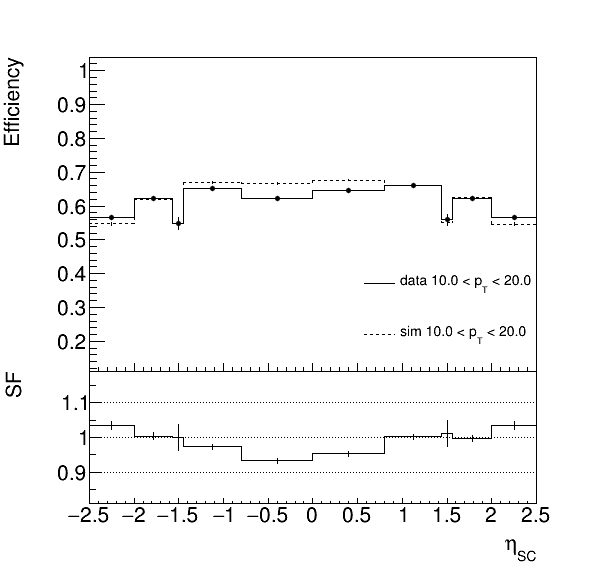 Efficiency
1
0.9
0.8
0.7
0.6
0.5
0.4
0.3
0.2
data 10.0 < p_T < 20.0
sim 10.0 < p_T < 20.0
SF
1.1
1
0.9
−2.5 −2 −1.5 −1 −0.5 0 0.5 1 1.5 2 2.5
η_SC